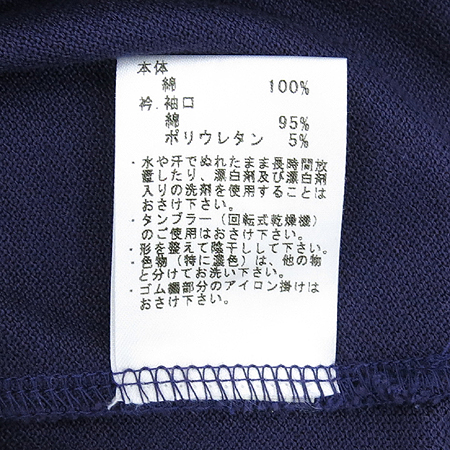 本体
綿 100%
衿.袖口
綿 95%
ポリウレタン 5%
・水や汗でぬれたまま長時間放
置したり、漂白剤及び漂白剤
入りの洗剤を使用することは
おさけ下さい。
・タンブラー(回転式乾燥機)
のご使用はおさけ下さい。
・形を整えて陰干しして下さい。
・色物(特に濃色)は、他の物
と分けてお洗い下さい。
・ゴム編部分のアイロン掛けは
おさけ下さい。